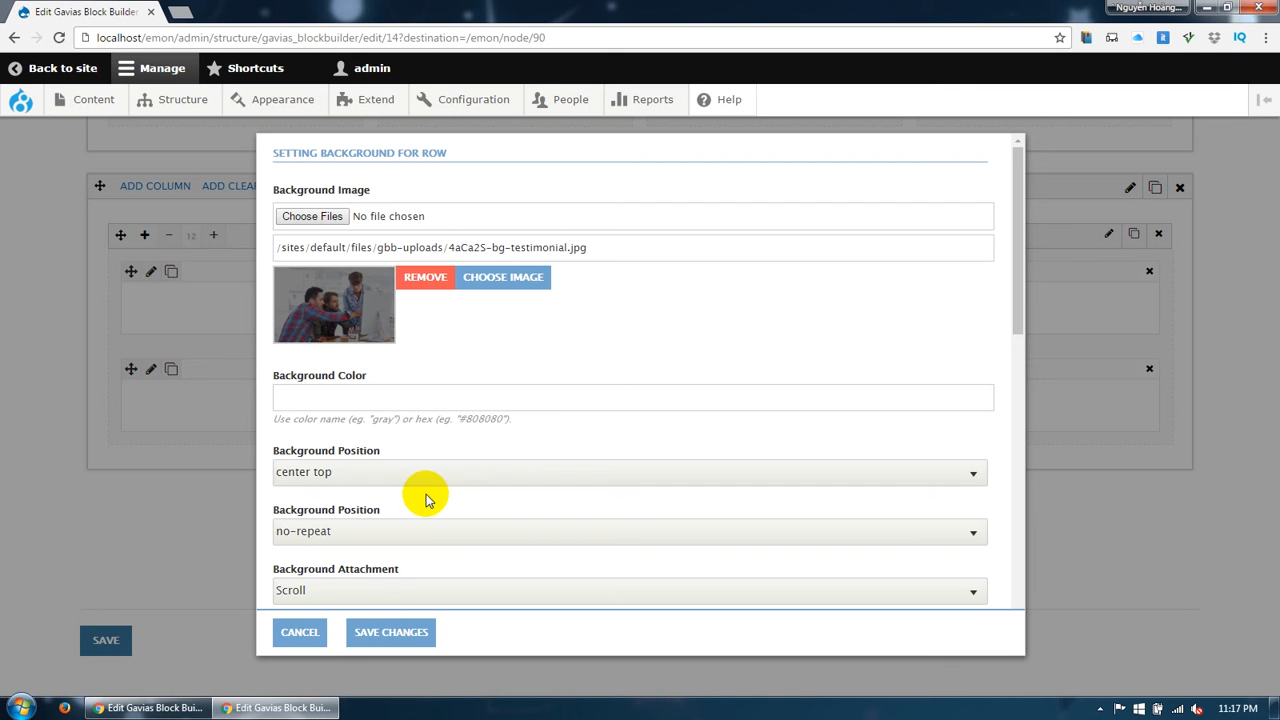 Edit Gavias Block Builder
Nguyen Hoang...
localhost/emon/admin/structure/gavias_blockbuilder/edit/14?destination=/emon/node/90
Back to site
Manage
Shortcuts
admin
Content
Structure
Appearance
Extend
Configuration
People
Reports
Help
SETTING BACKGROUND FOR ROW
ADD COLUMN ADD CLEA
12
Background Image
Choose Files No file chosen
/sites/default/files/gbb-uploads/4aCa2S-bg-testimonial.jpg
REMOVE CHOOSE IMAGE
Background Color
Use color name (eg. "gray") or hex (eg. "#808080").
Background Position
center top
Background Position
no-repeat
Background Attachment
Scroll
CANCEL SAVE CHANGES
SAVE
Edit Gavias Block Bui...
Edit Gavias Block Bui...
11:17 PM